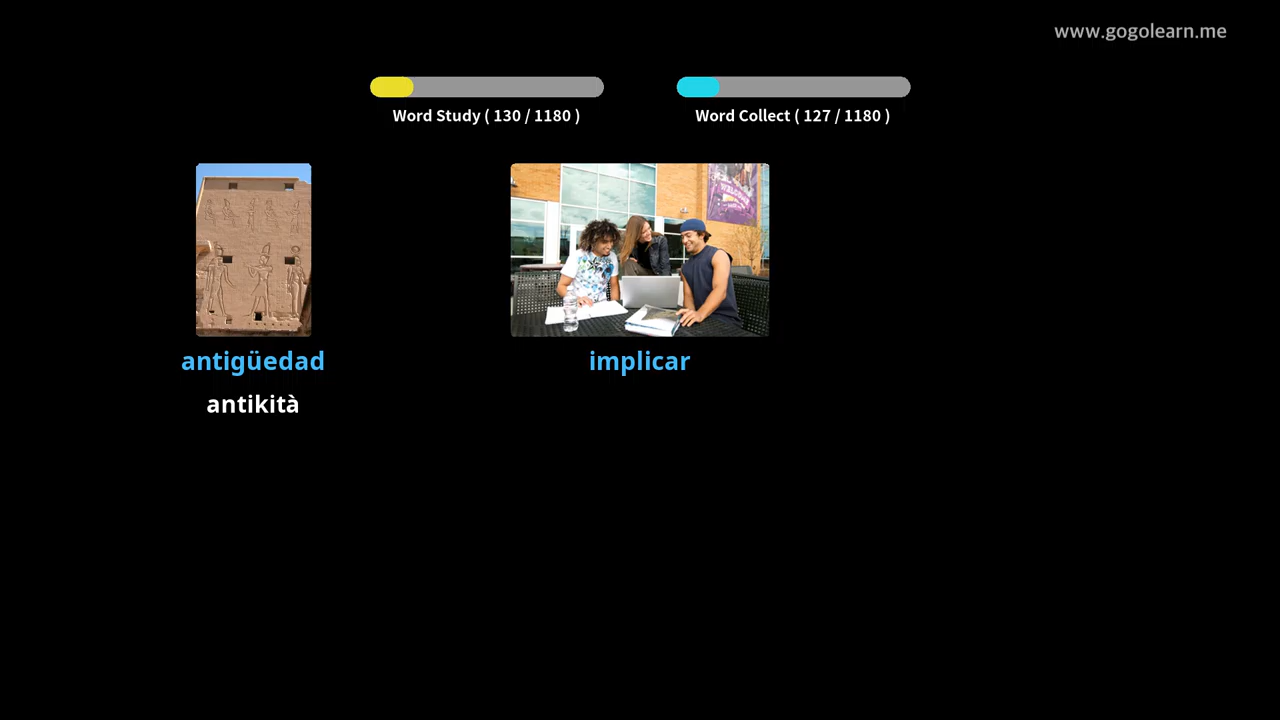 www.gogolearn.me
Word Study ( 130 / 1180 )
Word Collect ( 127 / 1180 )
antigüedad
implicar
antikità